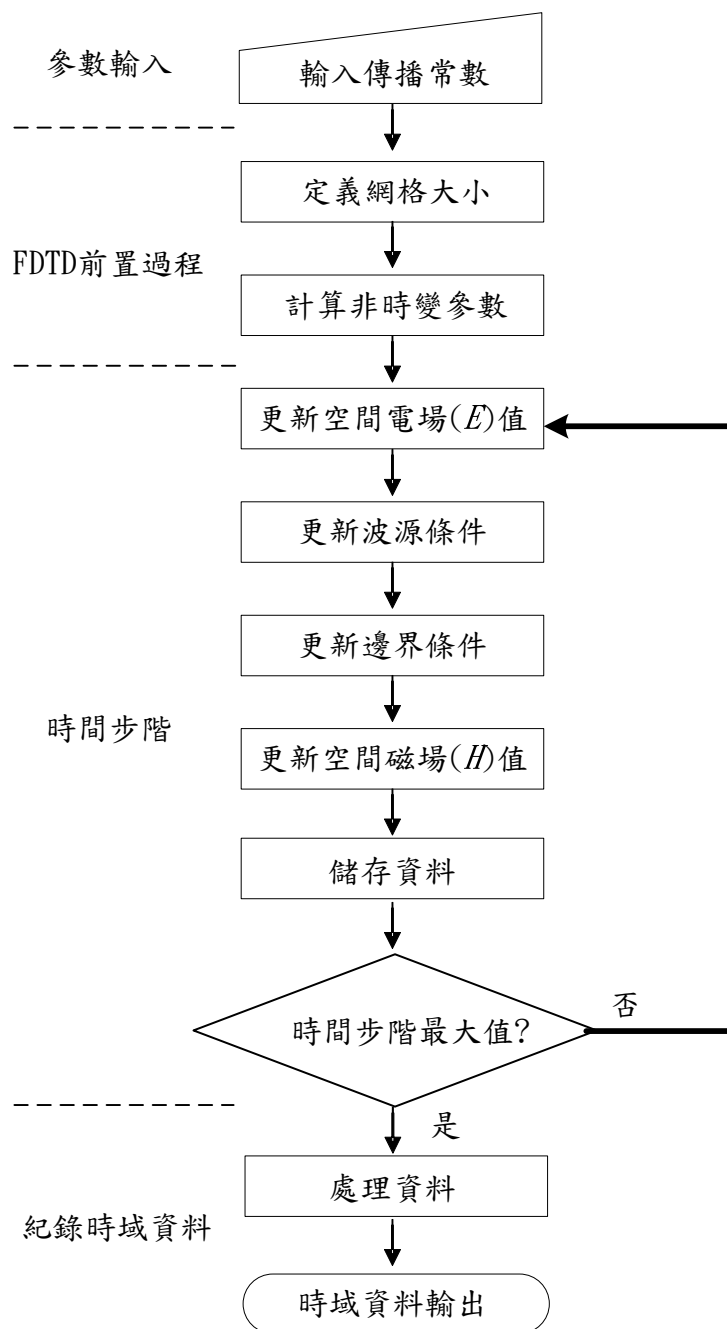 參數輸入
輸入傳播常數
定義網格大小
FDTD前置過程
計算非時變參數
更新空間電場(E)值
更新波源條件
更新邊界條件
時間步階
更新空間磁場(H)值
儲存資料
時間步階最大值?
否
是
處理資料
紀錄時域資料
時域資料輸出